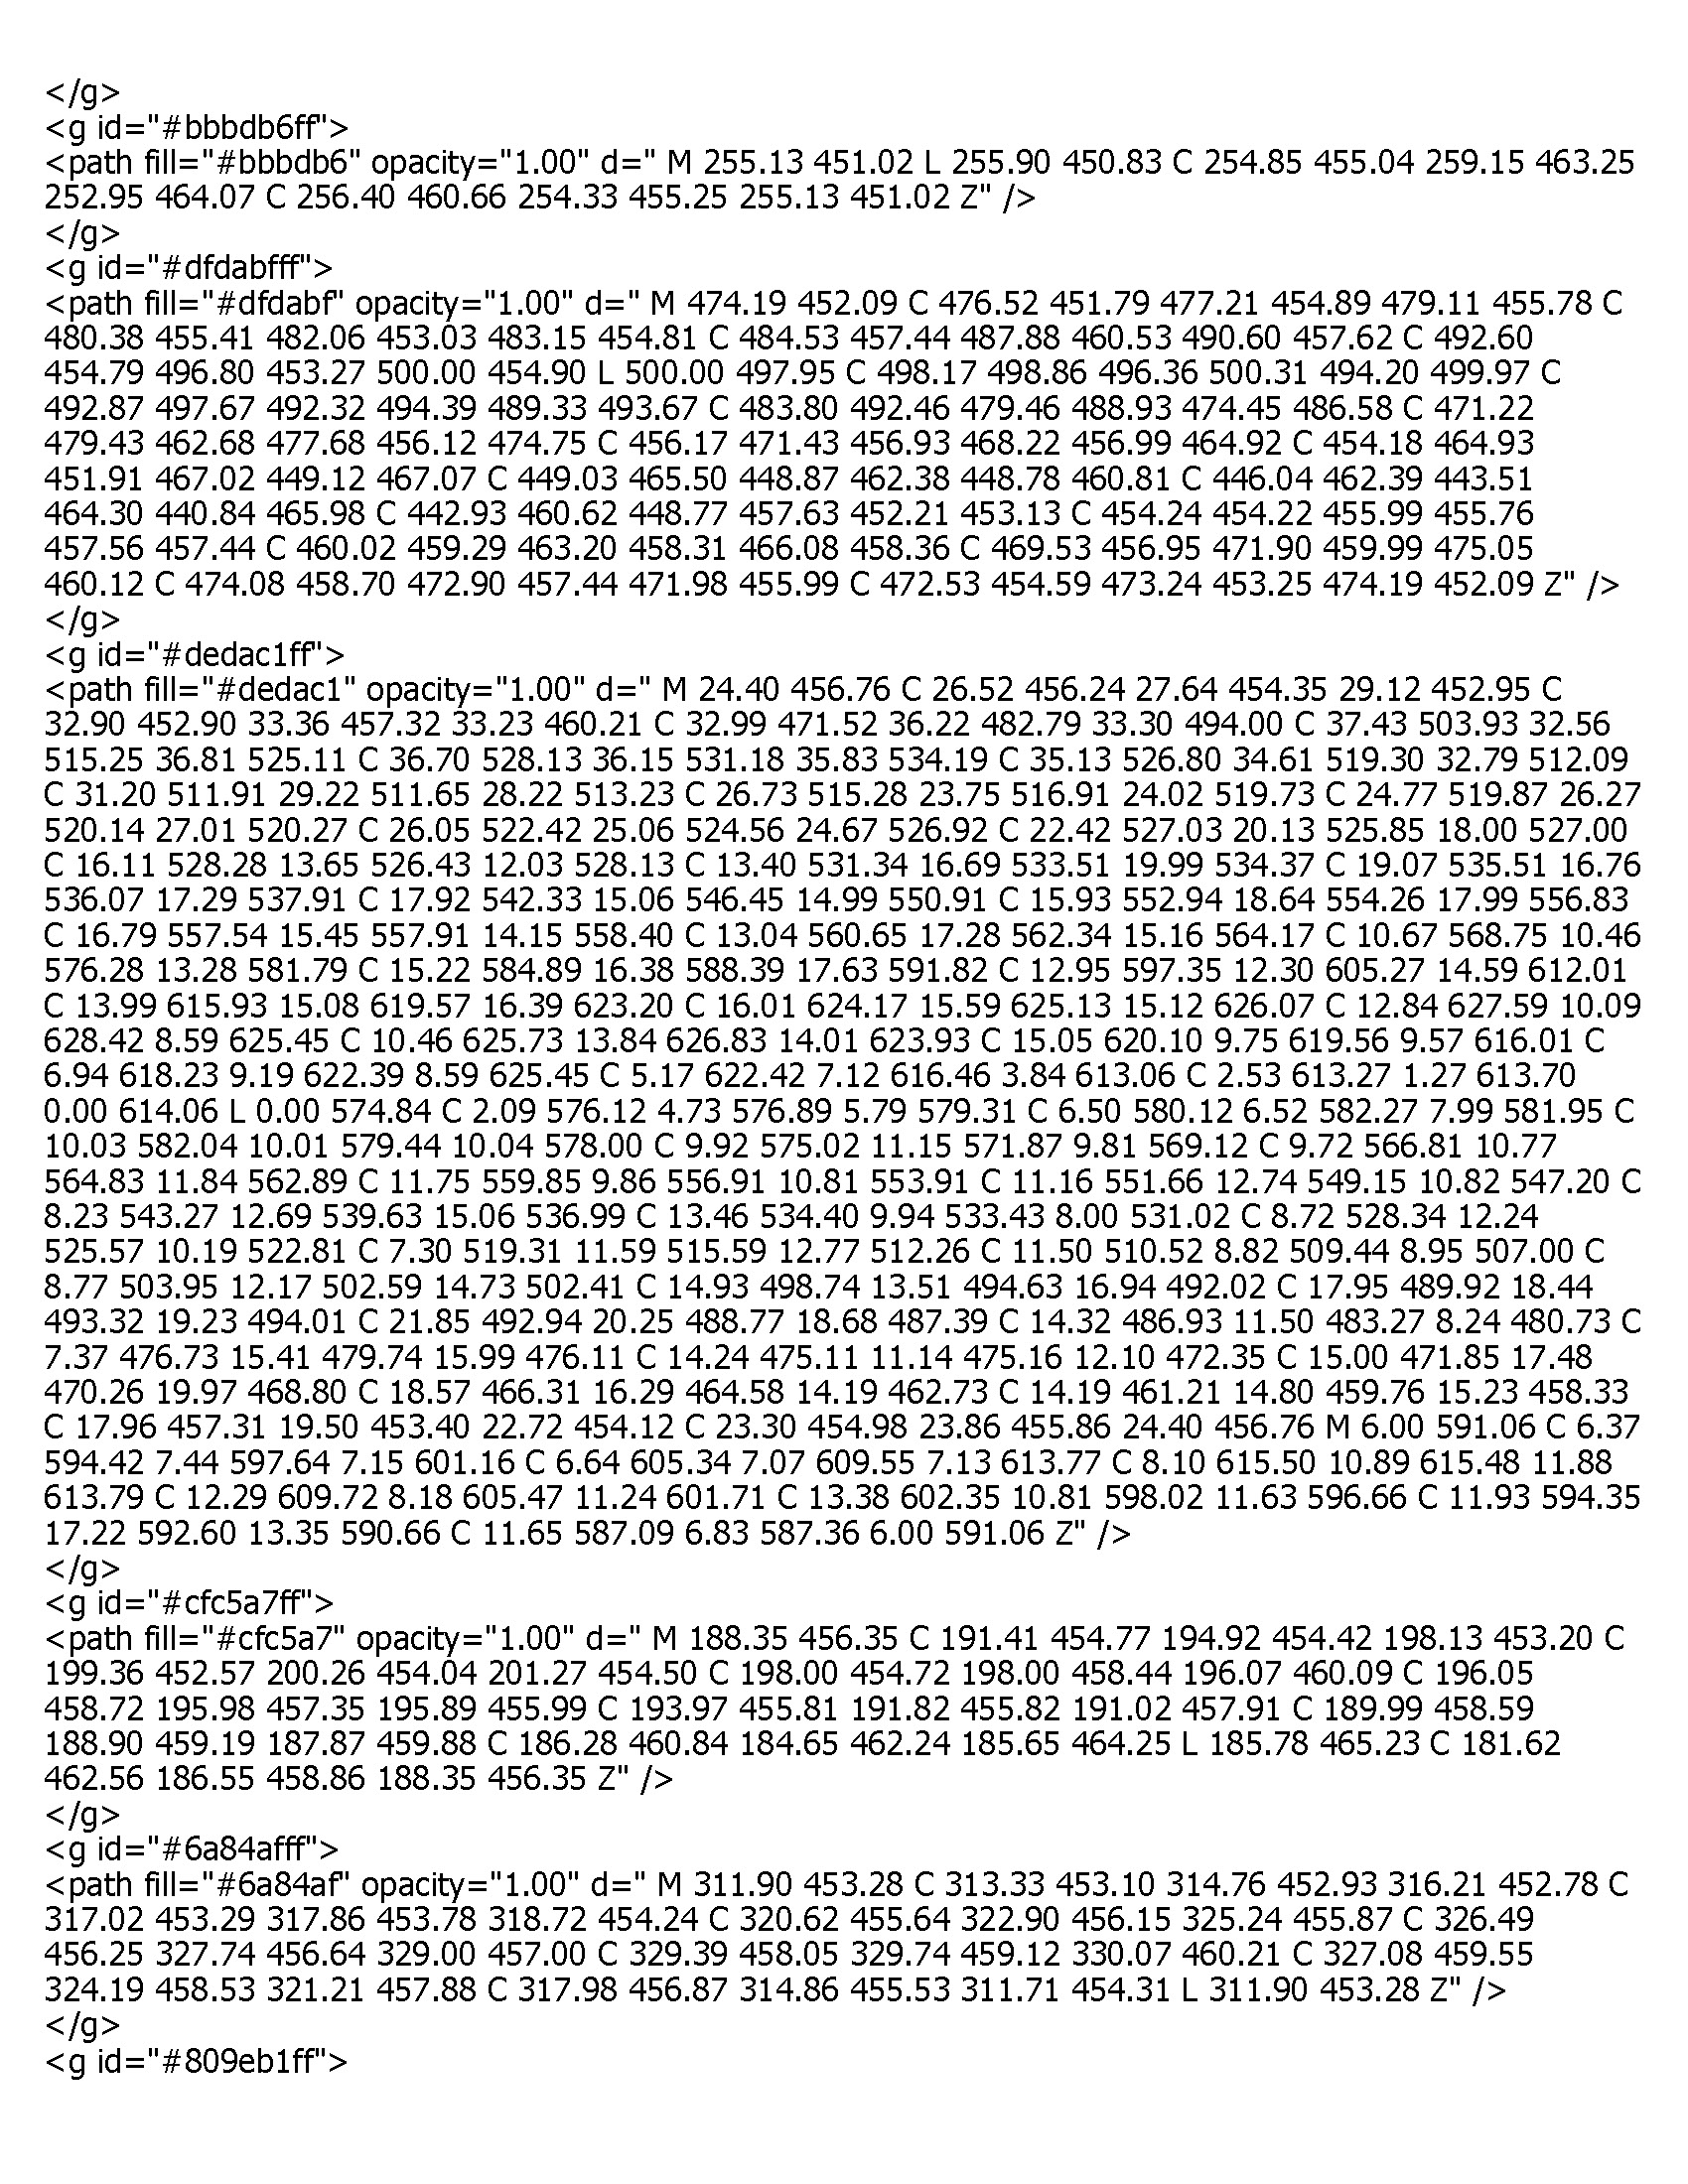 </g>
<g id="#bbbdb6ff">
<path fill="#bbbdb6" opacity="1.00" d=" M 255.13 451.02 L 255.90 450.83 C 254.85 455.04 259.15 463.25
252.95 464.07 C 256.40 460.66 254.33 455.25 255.13 451.02 Z" />
</g>
<g id="#dfdabfff">
<path fill="#dfdabf" opacity="1.00" d=" M 474.19 452.09 C 476.52 451.79 477.21 454.89 479.11 455.78 C
480.38 455.41 482.06 453.03 483.15 454.81 C 484.53 457.44 487.88 460.53 490.60 457.62 C 492.60
454.79 496.80 453.27 500.00 454.90 L 500.00 497.95 C 498.17 498.86 496.36 500.31 494.20 499.97 C
492.87 497.67 492.32 494.39 489.33 493.67 C 483.80 492.46 479.46 488.93 474.45 486.58 C 471.22
479.43 462.68 477.68 456.12 474.75 C 456.17 471.43 456.93 468.22 456.99 464.92 C 454.18 464.93
451.91 467.02 449.12 467.07 C 449.03 465.50 448.87 462.38 448.78 460.81 C 446.04 462.39 443.51
464.30 440.84 465.98 C 442.93 460.62 448.77 457.63 452.21 453.13 C 454.24 454.22 455.99 455.76
457.56 457.44 C 460.02 459.29 463.20 458.31 466.08 458.36 C 469.53 456.95 471.90 459.99 475.05
460.12 C 474.08 458.70 472.90 457.44 471.98 455.99 C 472.53 454.59 473.24 453.25 474.19 452.09 Z" />
</g>
<g id="#dedac1ff">
<path fill="#dedac1" opacity="1.00" d=" M 24.40 456.76 C 26.52 456.24 27.64 454.35 29.12 452.95 C
32.90 452.90 33.36 457.32 33.23 460.21 C 32.99 471.52 36.22 482.79 33.30 494.00 C 37.43 503.93 32.56
515.25 36.81 525.11 C 36.70 528.13 36.15 531.18 35.83 534.19 C 35.13 526.80 34.61 519.30 32.79 512.09
C 31.20 511.91 29.22 511.65 28.22 513.23 C 26.73 515.28 23.75 516.91 24.02 519.73 C 24.77 519.87 26.27
520.14 27.01 520.27 C 26.05 522.42 25.06 524.56 24.67 526.92 C 22.42 527.03 20.13 525.85 18.00 527.00
C 16.11 528.28 13.65 526.43 12.03 528.13 C 13.40 531.34 16.69 533.51 19.99 534.37 C 19.07 535.51 16.76
536.07 17.29 537.91 C 17.92 542.33 15.06 546.45 14.99 550.91 C 15.93 552.94 18.64 554.26 17.99 556.83
C 16.79 557.54 15.45 557.91 14.15 558.40 C 13.04 560.65 17.28 562.34 15.16 564.17 C 10.67 568.75 10.46
576.28 13.28 581.79 C 15.22 584.89 16.38 588.39 17.63 591.82 C 12.95 597.35 12.30 605.27 14.59 612.01
C 13.99 615.93 15.08 619.57 16.39 623.20 C 16.01 624.17 15.59 625.13 15.12 626.07 C 12.84 627.59 10.09
628.42 8.59 625.45 C 10.46 625.73 13.84 626.83 14.01 623.93 C 15.05 620.10 9.75 619.56 9.57 616.01 C
6.94 618.23 9.19 622.39 8.59 625.45 C 5.17 622.42 7.12 616.46 3.84 613.06 C 2.53 613.27 1.27 613.70
0.00 614.06 L 0.00 574.84 C 2.09 576.12 4.73 576.89 5.79 579.31 C 6.50 580.12 6.52 582.27 7.99 581.95 C
10.03 582.04 10.01 579.44 10.04 578.00 C 9.92 575.02 11.15 571.87 9.81 569.12 C 9.72 566.81 10.77
564.83 11.84 562.89 C 11.75 559.85 9.86 556.91 10.81 553.91 C 11.16 551.66 12.74 549.15 10.82 547.20 C
8.23 543.27 12.69 539.63 15.06 536.99 C 13.46 534.40 9.94 533.43 8.00 531.02 C 8.72 528.34 12.24
525.57 10.19 522.81 C 7.30 519.31 11.59 515.59 12.77 512.26 C 11.50 510.52 8.82 509.44 8.95 507.00 C
8.77 503.95 12.17 502.59 14.73 502.41 C 14.93 498.74 13.51 494.63 16.94 492.02 C 17.95 489.92 18.44
493.32 19.23 494.01 C 21.85 492.94 20.25 488.77 18.68 487.39 C 14.32 486.93 11.50 483.27 8.24 480.73 C
7.37 476.73 15.41 479.74 15.99 476.11 C 14.24 475.11 11.14 475.16 12.10 472.35 C 15.00 471.85 17.48
470.26 19.97 468.80 C 18.57 466.31 16.29 464.58 14.19 462.73 C 14.19 461.21 14.80 459.76 15.23 458.33
C 17.96 457.31 19.50 453.40 22.72 454.12 C 23.30 454.98 23.86 455.86 24.40 456.76 M 6.00 591.06 C 6.37
594.42 7.44 597.64 7.15 601.16 C 6.64 605.34 7.07 609.55 7.13 613.77 C 8.10 615.50 10.89 615.48 11.88
613.79 C 12.29 609.72 8.18 605.47 11.24 601.71 C 13.38 602.35 10.81 598.02 11.63 596.66 C 11.93 594.35
17.22 592.60 13.35 590.66 C 11.65 587.09 6.83 587.36 6.00 591.06 Z" />
</g>
<g id="#cfc5a7ff">
<path fill="#cfc5a7" opacity="1.00" d=" M 188.35 456.35 C 191.41 454.77 194.92 454.42 198.13 453.20 C
199.36 452.57 200.26 454.04 201.27 454.50 C 198.00 454.72 198.00 458.44 196.07 460.09 C 196.05
458.72 195.98 457.35 195.89 455.99 C 193.97 455.81 191.82 455.82 191.02 457.91 C 189.99 458.59
188.90 459.19 187.87 459.88 C 186.28 460.84 184.65 462.24 185.65 464.25 L 185.78 465.23 C 181.62
462.56 186.55 458.86 188.35 456.35 Z" />
</g>
<g id="#6a84afff">
<path fill="#6a84af" opacity="1.00" d=" M 311.90 453.28 C 313.33 453.10 314.76 452.93 316.21 452.78 C
317.02 453.29 317.86 453.78 318.72 454.24 C 320.62 455.64 322.90 456.15 325.24 455.87 C 326.49
456.25 327.74 456.64 329.00 457.00 C 329.39 458.05 329.74 459.12 330.07 460.21 C 327.08 459.55
324.19 458.53 321.21 457.88 C 317.98 456.87 314.86 455.53 311.71 454.31 L 311.90 453.28 Z" />
</g>
<g id="#809eb1ff">